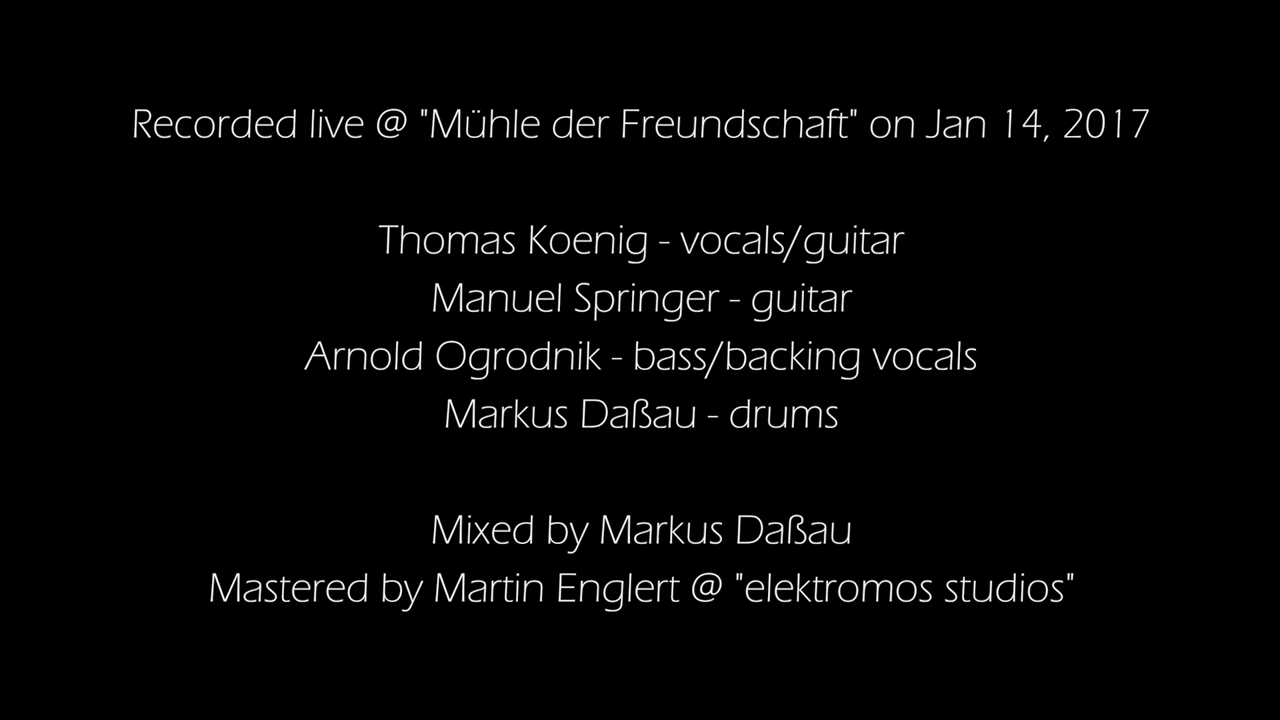 Recorded live @ "Mühle der Freundschaft" on Jan 14, 2017
Thomas Koenig - vocals/guitar
Manuel Springer - guitar
Arnold Ogrodnik - bass/backing vocals
Markus Daßau - drums
Mixed by Markus Daßau
Mastered by Martin Englert @ "elektromos studios"